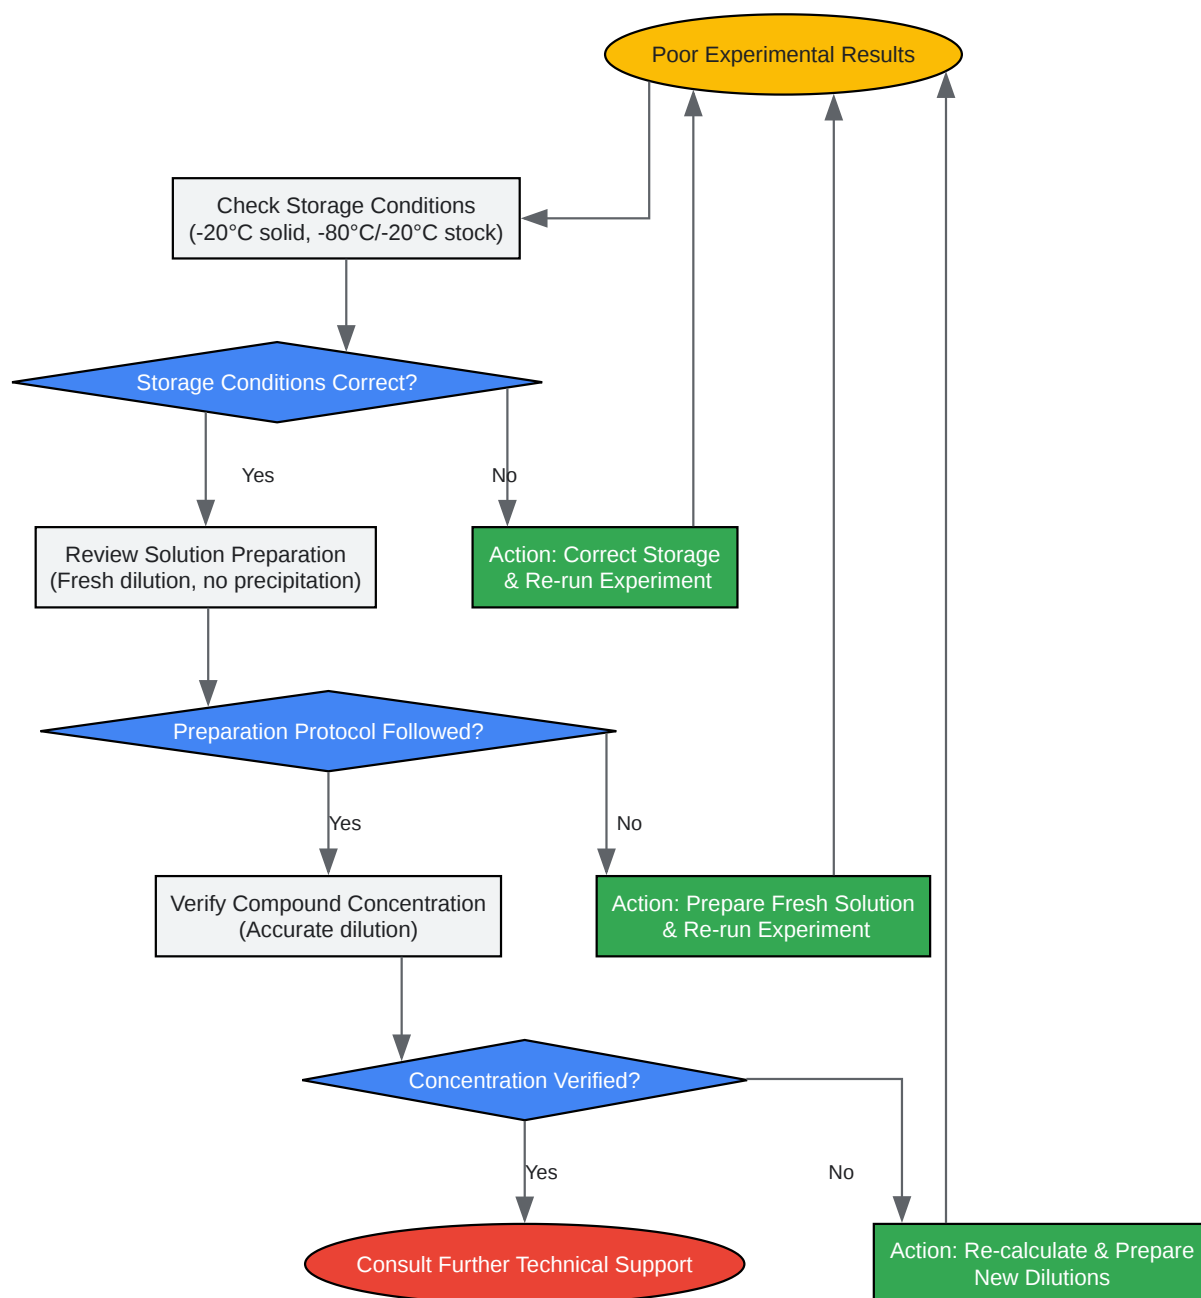 Poor Experimental Results
Check Storage Conditions
(-20°C solid, -80°C/-20°C stock)
Storage Conditions Correct?
Yes
No
Review Solution Preparation
(Fresh dilution, no precipitation)
Action: Correct Storage
& Re-run Experiment
Preparation Protocol Followed?
Yes
No
Verify Compound Concentration
(Accurate dilution)
Action: Prepare Fresh Solution
& Re-run Experiment
Concentration Verified?
Yes
No
Consult Further Technical Support
Action: Re-calculate & Prepare
New Dilutions